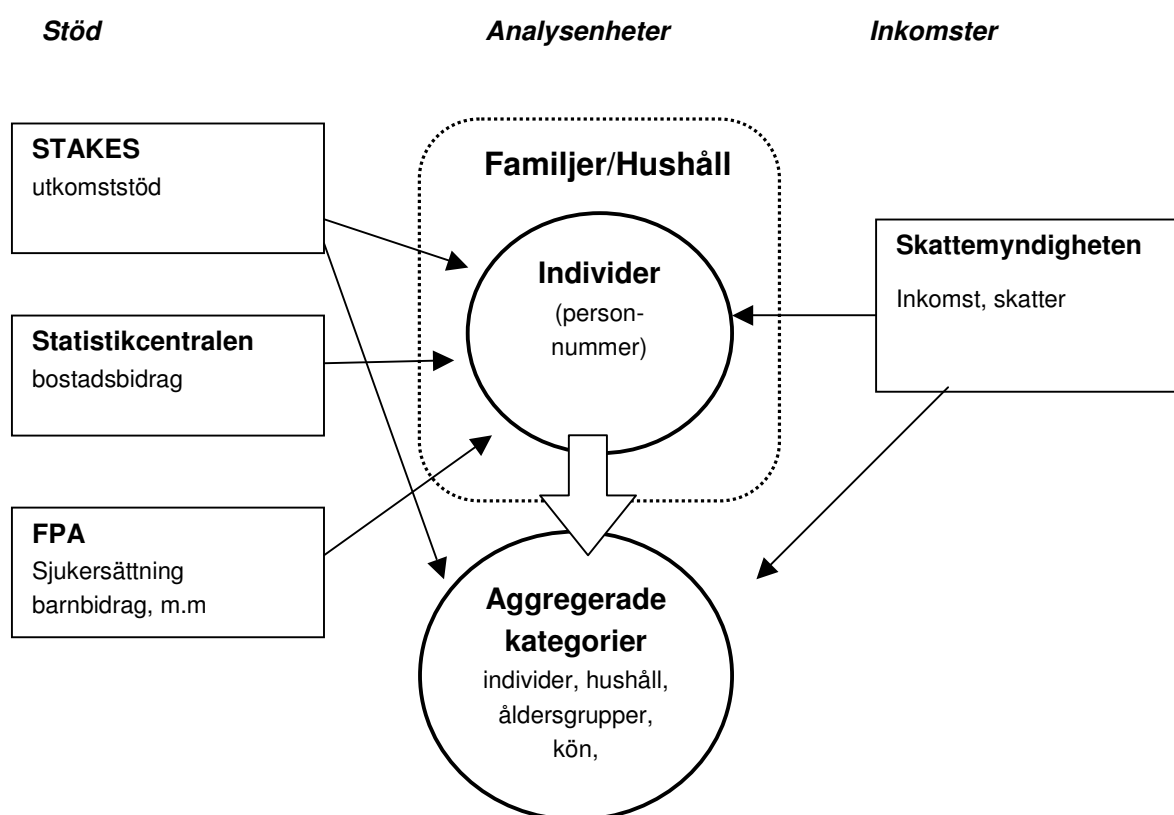 Stöd
Analysenheter
Inkomster
STAKES
utkomststöd
Statistikcentralen
bostadsbidrag
FPA
Sjukersättning
barnbidrag, m.m
Familjer/Hushåll
Individer
(person-
nummer)
Aggregerade
kategorier
individer, hushåll,
åldersgrupper,
kön,
Skattemyndigheten
Inkomst, skatter